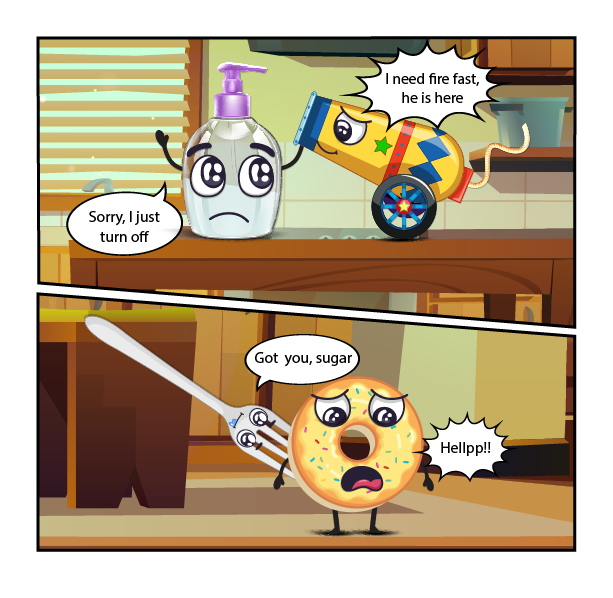 I need fire fast,
he is here
Sorry, I just
turn off
Got you, sugar
Hellpp!!